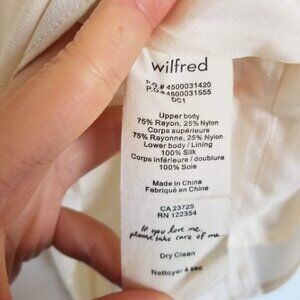 wilfred
P.O.# 4500031420
P.O.# 4500031555
DC1
Upper body
75% Rayon, 25% Nylon
Corps supérieure
75% Rayonne, 25% Nylon
Lower body / Lining
100% Silk
Corps inférieure / doublure
100% Soie
Made in China
Fabriqué en Chine
CA 23725
RN 122354
If you love me,
please take care of me
Dry Clean
Nettoyer à sec